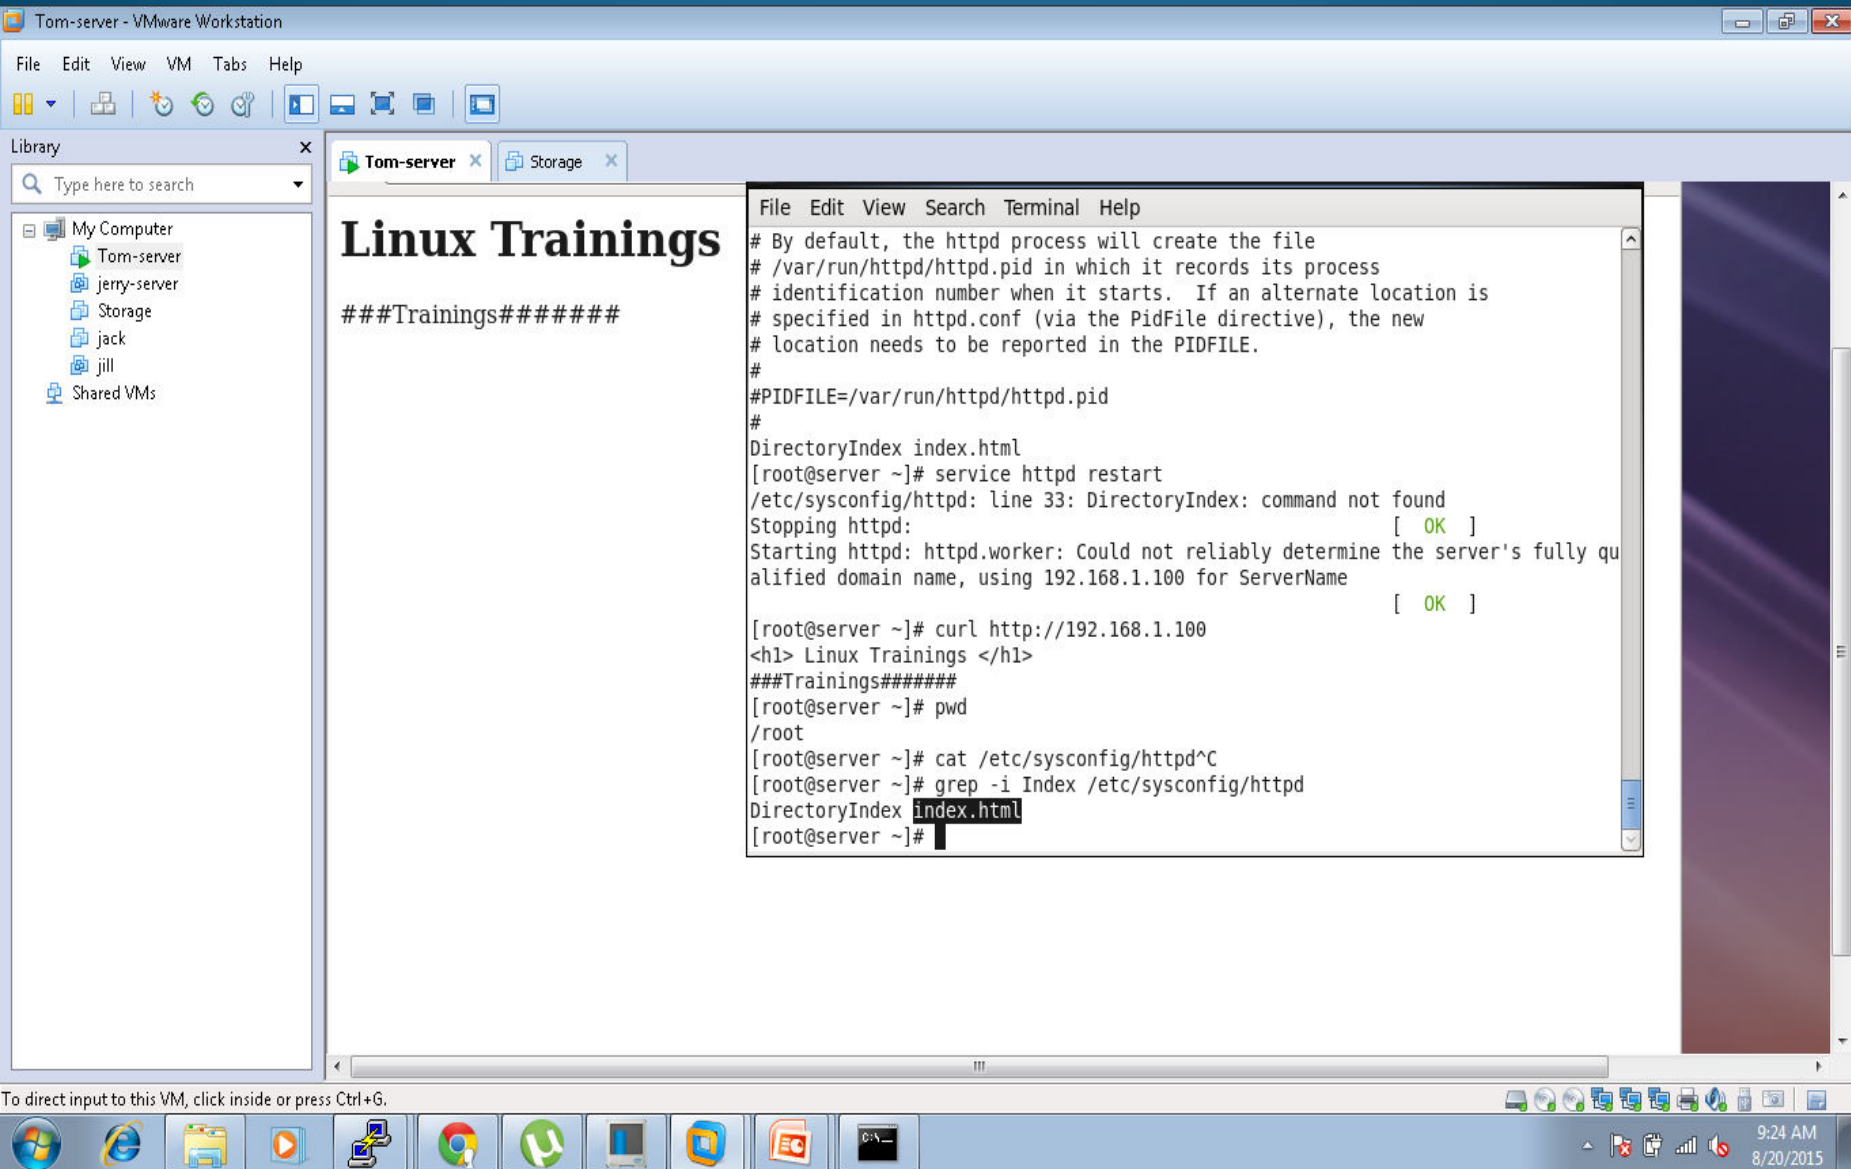 Tom-server - VMware Workstation
File Edit View VM Tabs Help
Library
Type here to search
My Computer
Tom-server
jerry-server
Storage
jack
jill
Shared VMs
Tom-server
Storage
Linux Trainings
###Trainings#######
File Edit View Search Terminal Help
# By default, the httpd process will create the file
# /var/run/httpd/httpd.pid in which it records its process
# identification number when it starts.  If an alternate location is
# specified in httpd.conf (via the PidFile directive), the new
# location needs to be reported in the PIDFILE.
#
#PIDFILE=/var/run/httpd/httpd.pid
#
DirectoryIndex index.html
[root@server ~]# service httpd restart
/etc/sysconfig/httpd: line 33: DirectoryIndex: command not found
Stopping httpd: [  OK  ]
Starting httpd: httpd.worker: Could not reliably determine the server's fully qu
alified domain name, using 192.168.1.100 for ServerName
[  OK  ]
[root@server ~]# curl http://192.168.1.100
<h1> Linux Trainings </h1>
###Trainings#######
[root@server ~]# pwd
/root
[root@server ~]# cat /etc/sysconfig/httpd^C
[root@server ~]# grep -i Index /etc/sysconfig/httpd
DirectoryIndex index.html
[root@server ~]#
To direct input to this VM, click inside or press Ctrl+G.
C:\_
9:24 AM
8/20/2015